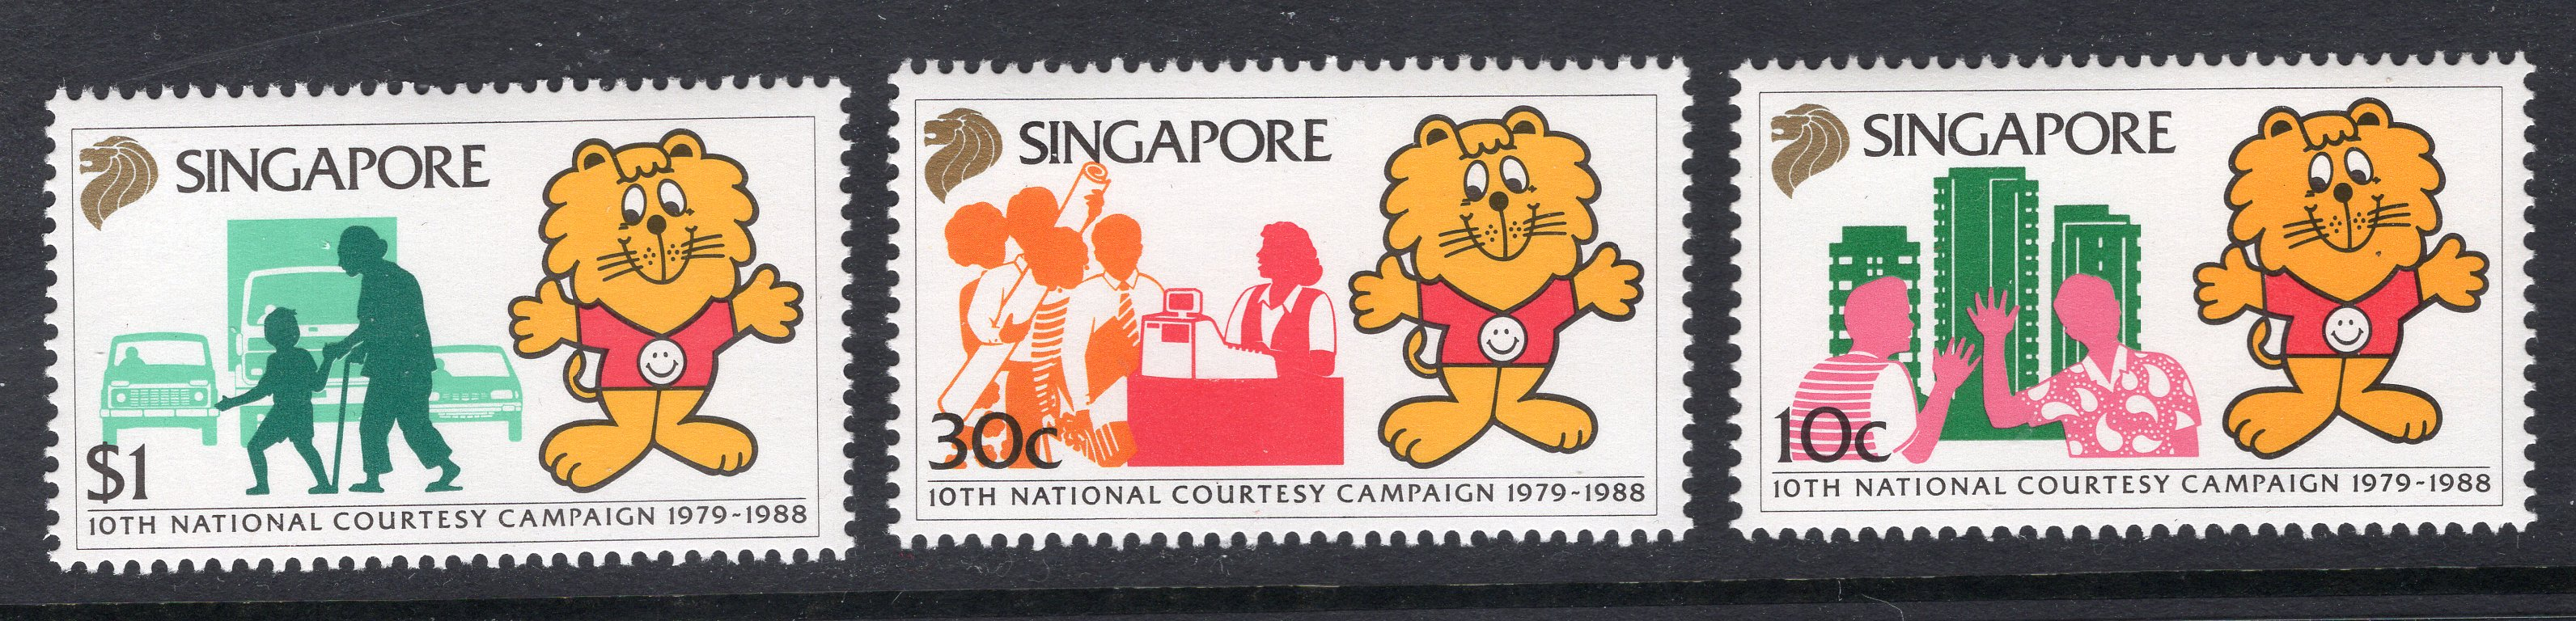 SINGAPORE
$1
10TH NATIONAL COURTESY CAMPAIGN 1979-1988
SINGAPORE
30c
10TH NATIONAL COURTESY CAMPAIGN 1979-1988
SINGAPORE
10c
10TH NATIONAL COURTESY CAMPAIGN 1979-1988